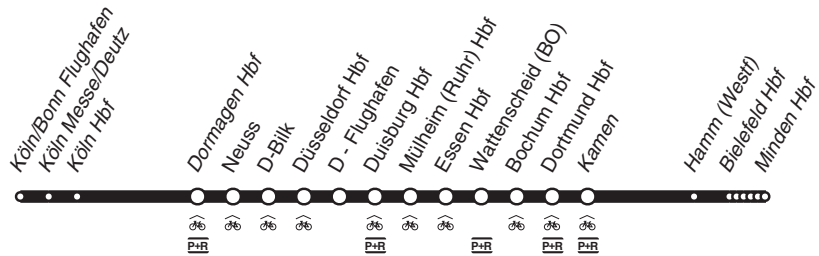 Köln/Bonn Flughafen
Köln Messe/Deutz
Köln Hbf
Dormagen Hbf
Neuss
D-Bilk
Düsseldorf Hbf
D - Flughafen
Duisburg Hbf
Mülheim (Ruhr) Hbf
Essen Hbf
Wattenscheid (BO)
Bochum Hbf
Dortmund Hbf
Kamen
Hamm (Westf)
Bielefeld Hbf
Minden Hbf
P+R P+R P+R P+R P+R